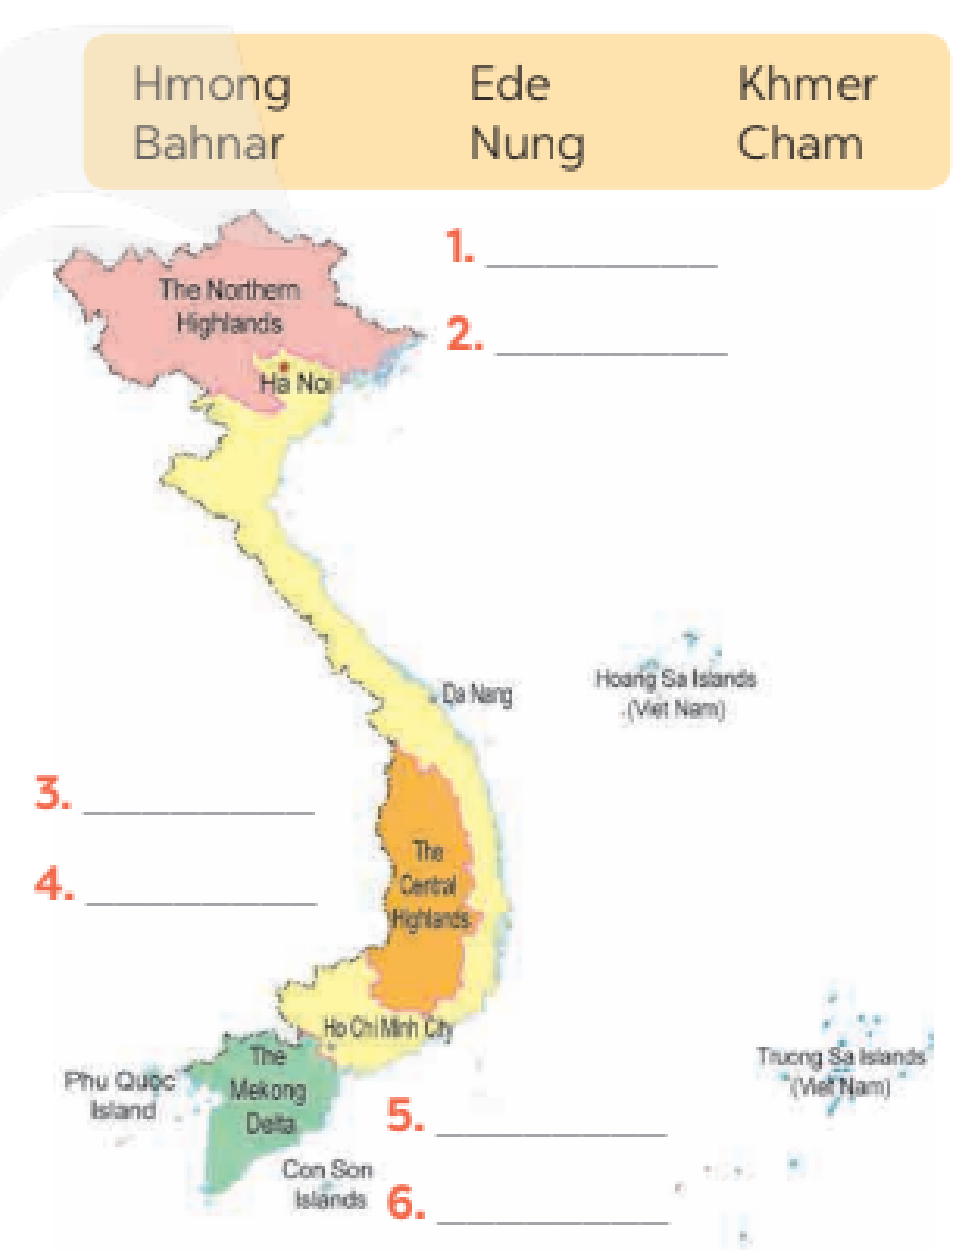 Hmong Ede Khmer
Bahnar Nung Cham
1. ____________
The Northern
Highlands
2. ____________
Ha Noi
Da Nang
Hoang Sa Islands
(Viet Nam)
3. ____________
4. ____________
The
Central
Highlands
Ho Chi Minh City
The
Mekong
Delta
Phu Quoc
Island
Truong Sa Islands
(Viet Nam)
5. ____________
Con Son
Islands
6. ____________